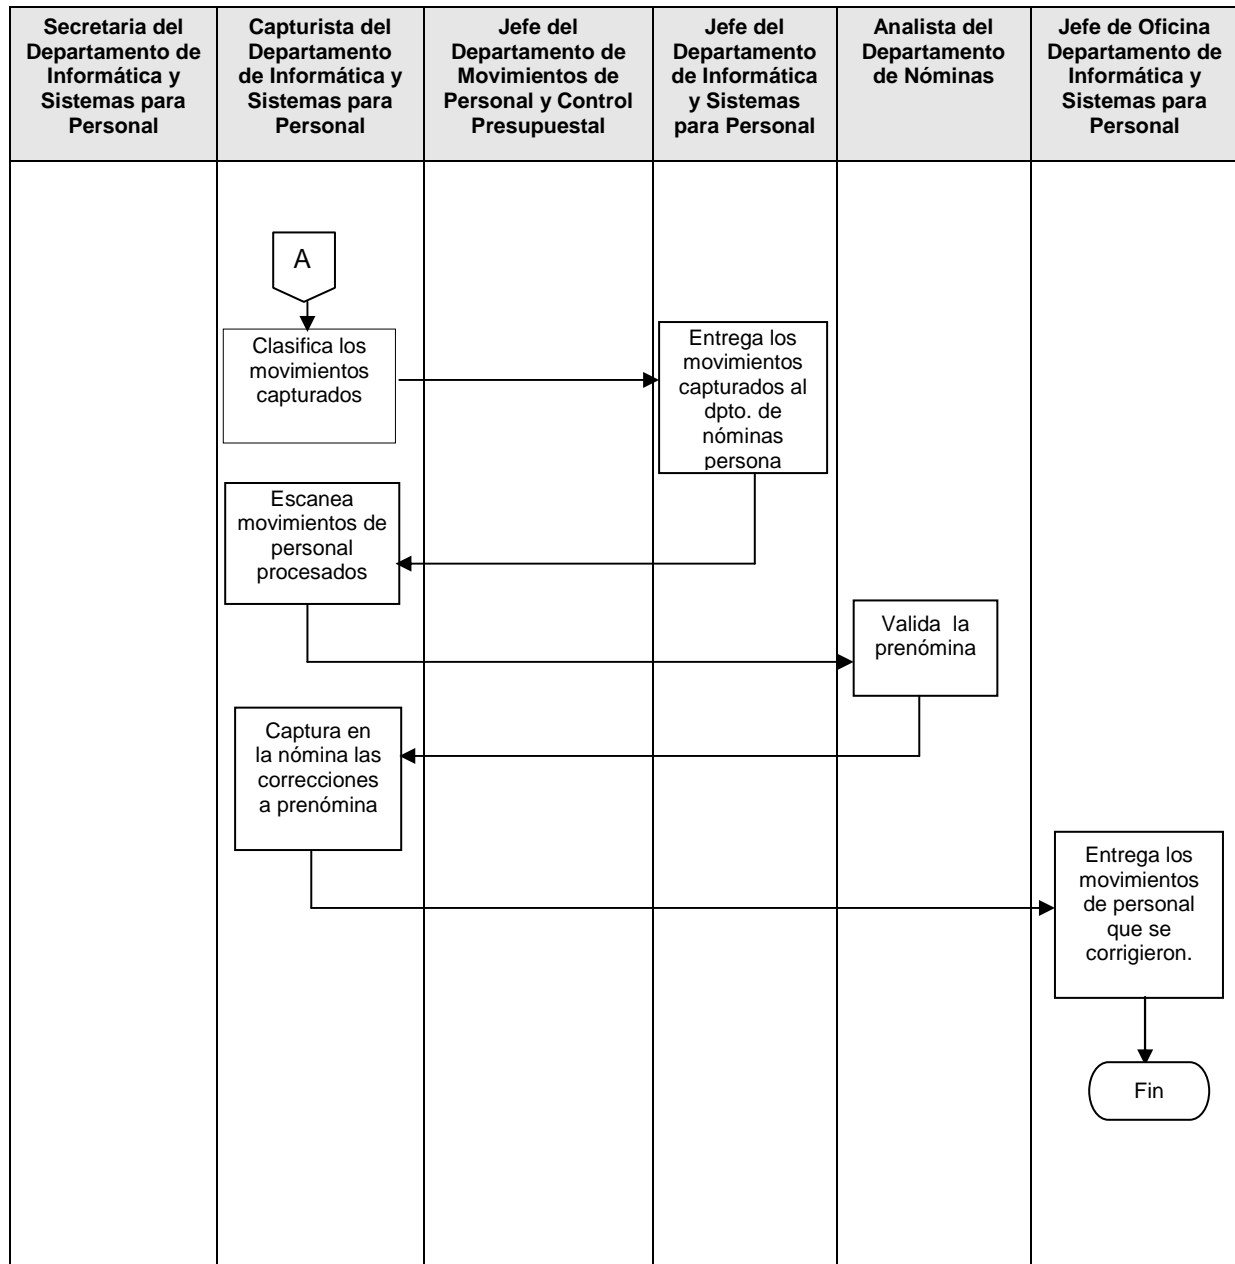 Secretaria del
Departamento de
Informática y
Sistemas para
Personal
Capturista del
Departamento
de Informática y
Sistemas para
Personal
Jefe del
Departamento de
Movimientos de
Personal y Control
Presupuestal
Jefe del
Departamento
de Informática
y Sistemas
para Personal
Analista del
Departamento
de Nóminas
Jefe de Oficina
Departamento de
Informática y
Sistemas para
Personal
A
Clasifica los
movimientos
capturados
Entrega los
movimientos
capturados al
dpto. de
nóminas
persona
Escanea
movimientos de
personal
procesados
Valida la
prenómina
Captura en
la nómina las
correcciones
a prenómina
Entrega los
movimientos
de personal
que se
corrigieron.
Fin